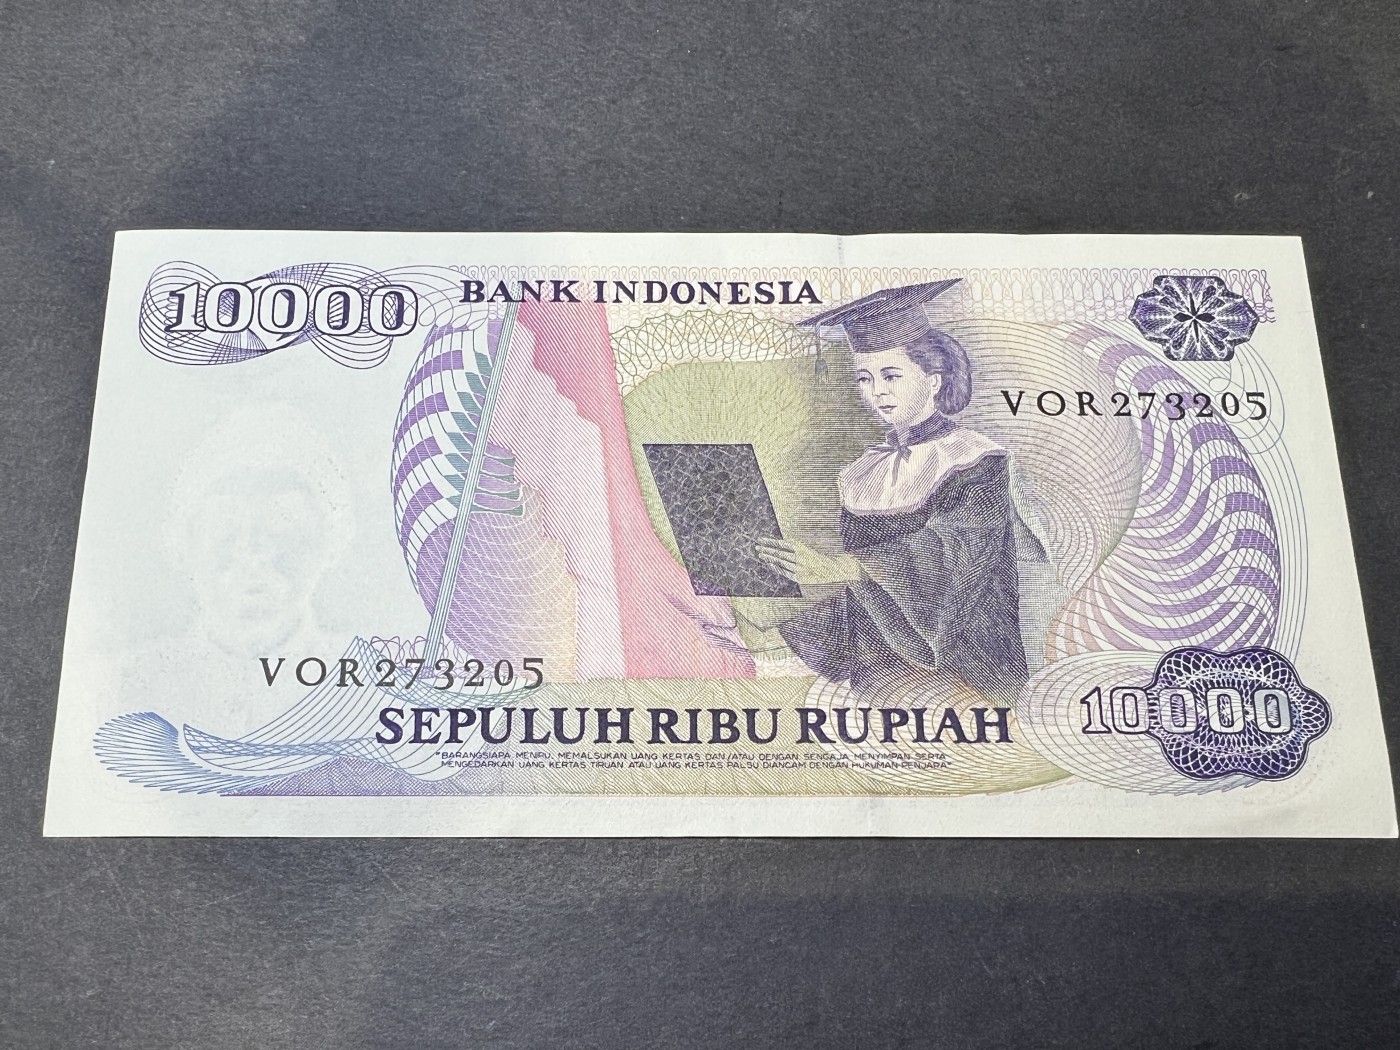 10000
BANK INDONESIA
VOR273205
VOR273205
SEPULUH RIBU RUPIAH
10000
"BARANGSIAPA MENIRU, MEMALSUKAN UANG KERTAS DAN/ATAU DENGAN SENGAJA MENYIMPAN SERTA
MENGEDARKAN UANG KERTAS TIRUAN ATAU UANG KERTAS PALSU DIANCAM DENGAN HUKUMAN PENJARA"